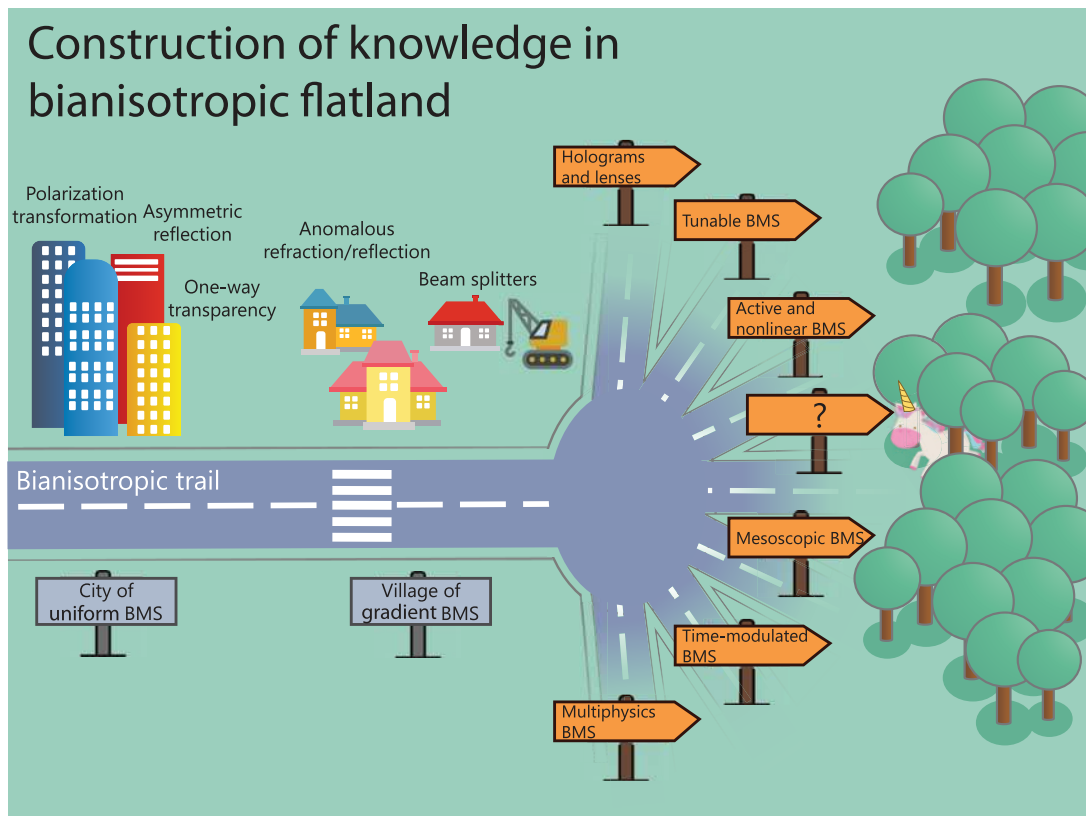 Construction of knowledge in
bianisotropic flatland
Polarization
transformation
Asymmetric
reflection
One-way
transparency
Anomalous
refraction/reflection
Beam splitters
Holograms
and lenses
Tunable BMS
Active and
nonlinear BMS
?
Bianisotropic trail
Mesoscopic BMS
City of
uniform BMS
Village of
gradient BMS
Time-modulated
BMS
Multiphysics
BMS